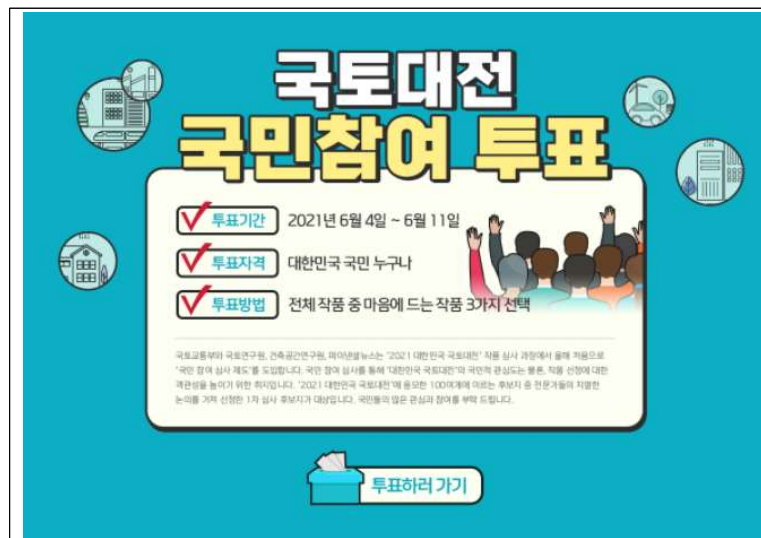 국토대전
국민참여 투표
투표기간 2021년 6월 4일 ~ 6월 11일
투표자격 대한민국 국민 누구나
투표방법 전체 작품 중 마음에 드는 작품 3가지 선택
국토교통부와 국토연구원, 건축공간연구원, 파이낸셜뉴스는 '2021 대한민국 국토대전' 작품 심사 과정에서 올해 처음으로
'국민 참여 심사 제도'를 도입합니다. 국민 참여 심사를 통해 '대한민국 국토대전'의 국민적 관심도는 물론, 작품 선정에 대한
객관성을 높이기 위한 취지입니다. '2021 대한민국 국토대전'에 응모한 100여개에 이르는 후보지 중 전문가들의 치열한
논의를 거쳐 선정한 1차 심사 후보지가 대상입니다. 국민들의 많은 관심과 참여를 부탁 드립니다.
투표하러 가기